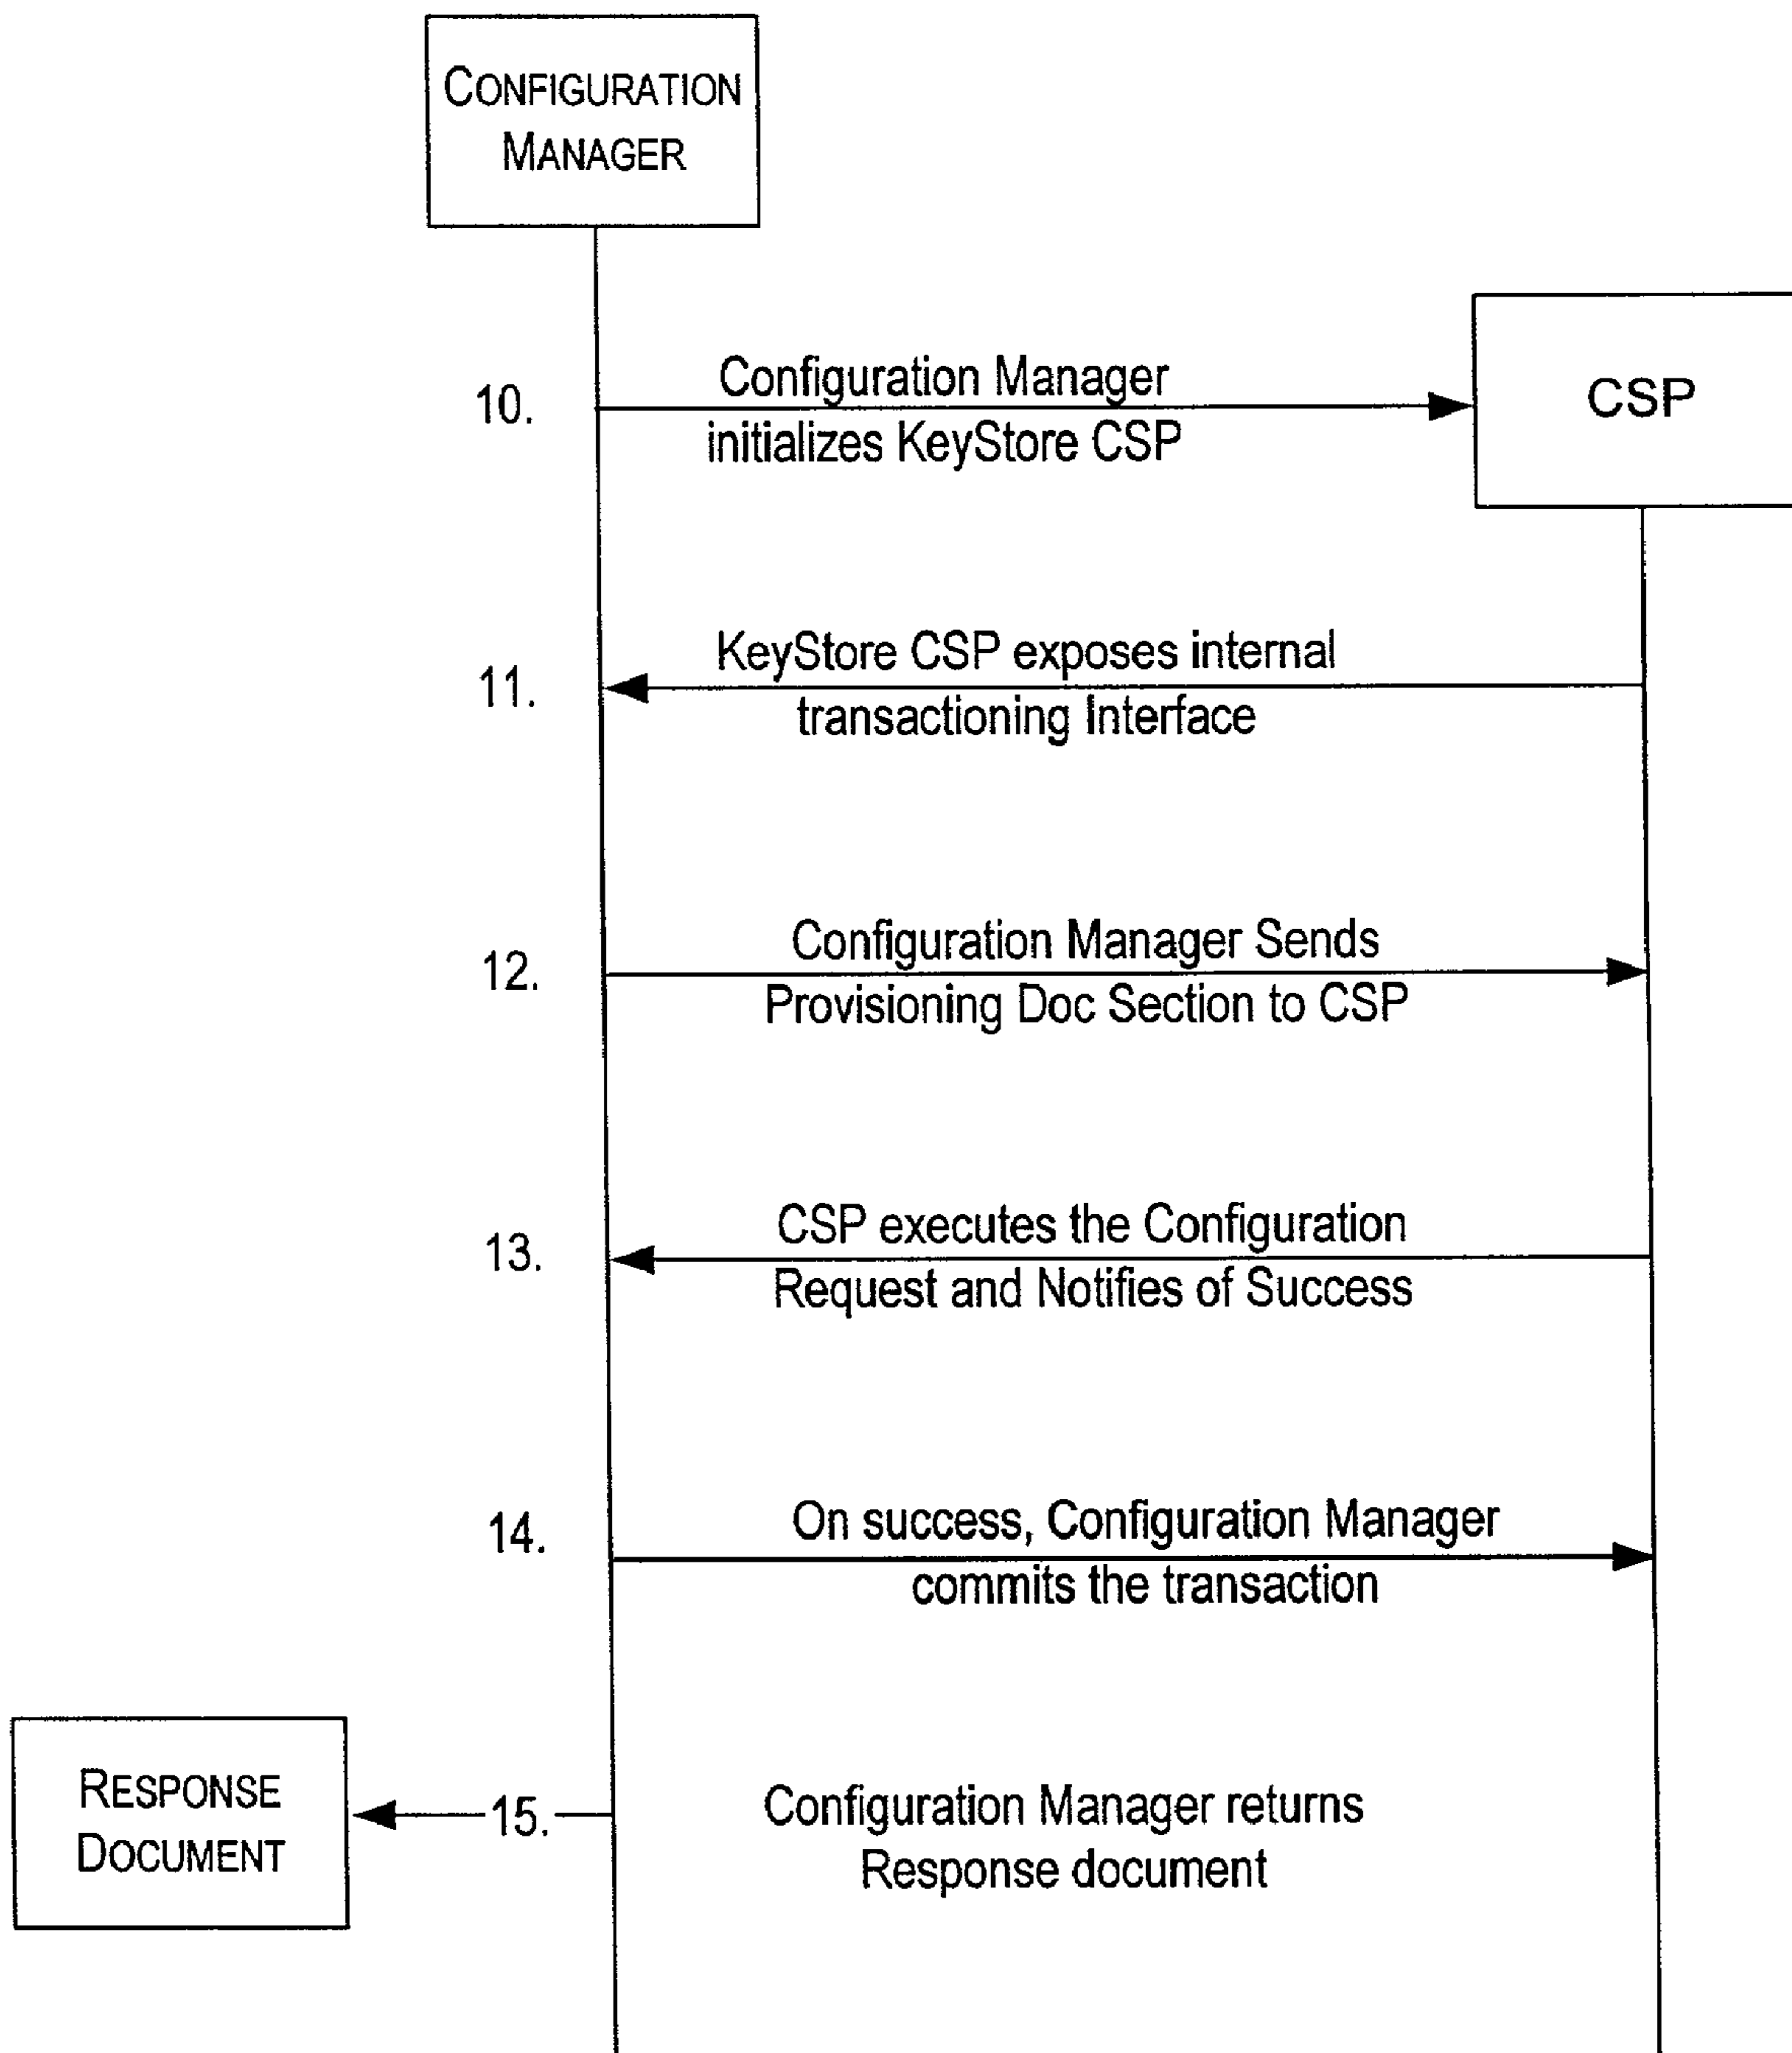 CONFIGURATION
MANAGER
CSP
10.
Configuration Manager
initializes KeyStore CSP
11.
KeyStore CSP exposes internal
transactioning Interface
12.
Configuration Manager Sends
Provisioning Doc Section to CSP
13.
CSP executes the Configuration
Request and Notifies of Success
14.
On success, Configuration Manager
commits the transaction
RESPONSE
DOCUMENT
15.
Configuration Manager returns
Response document